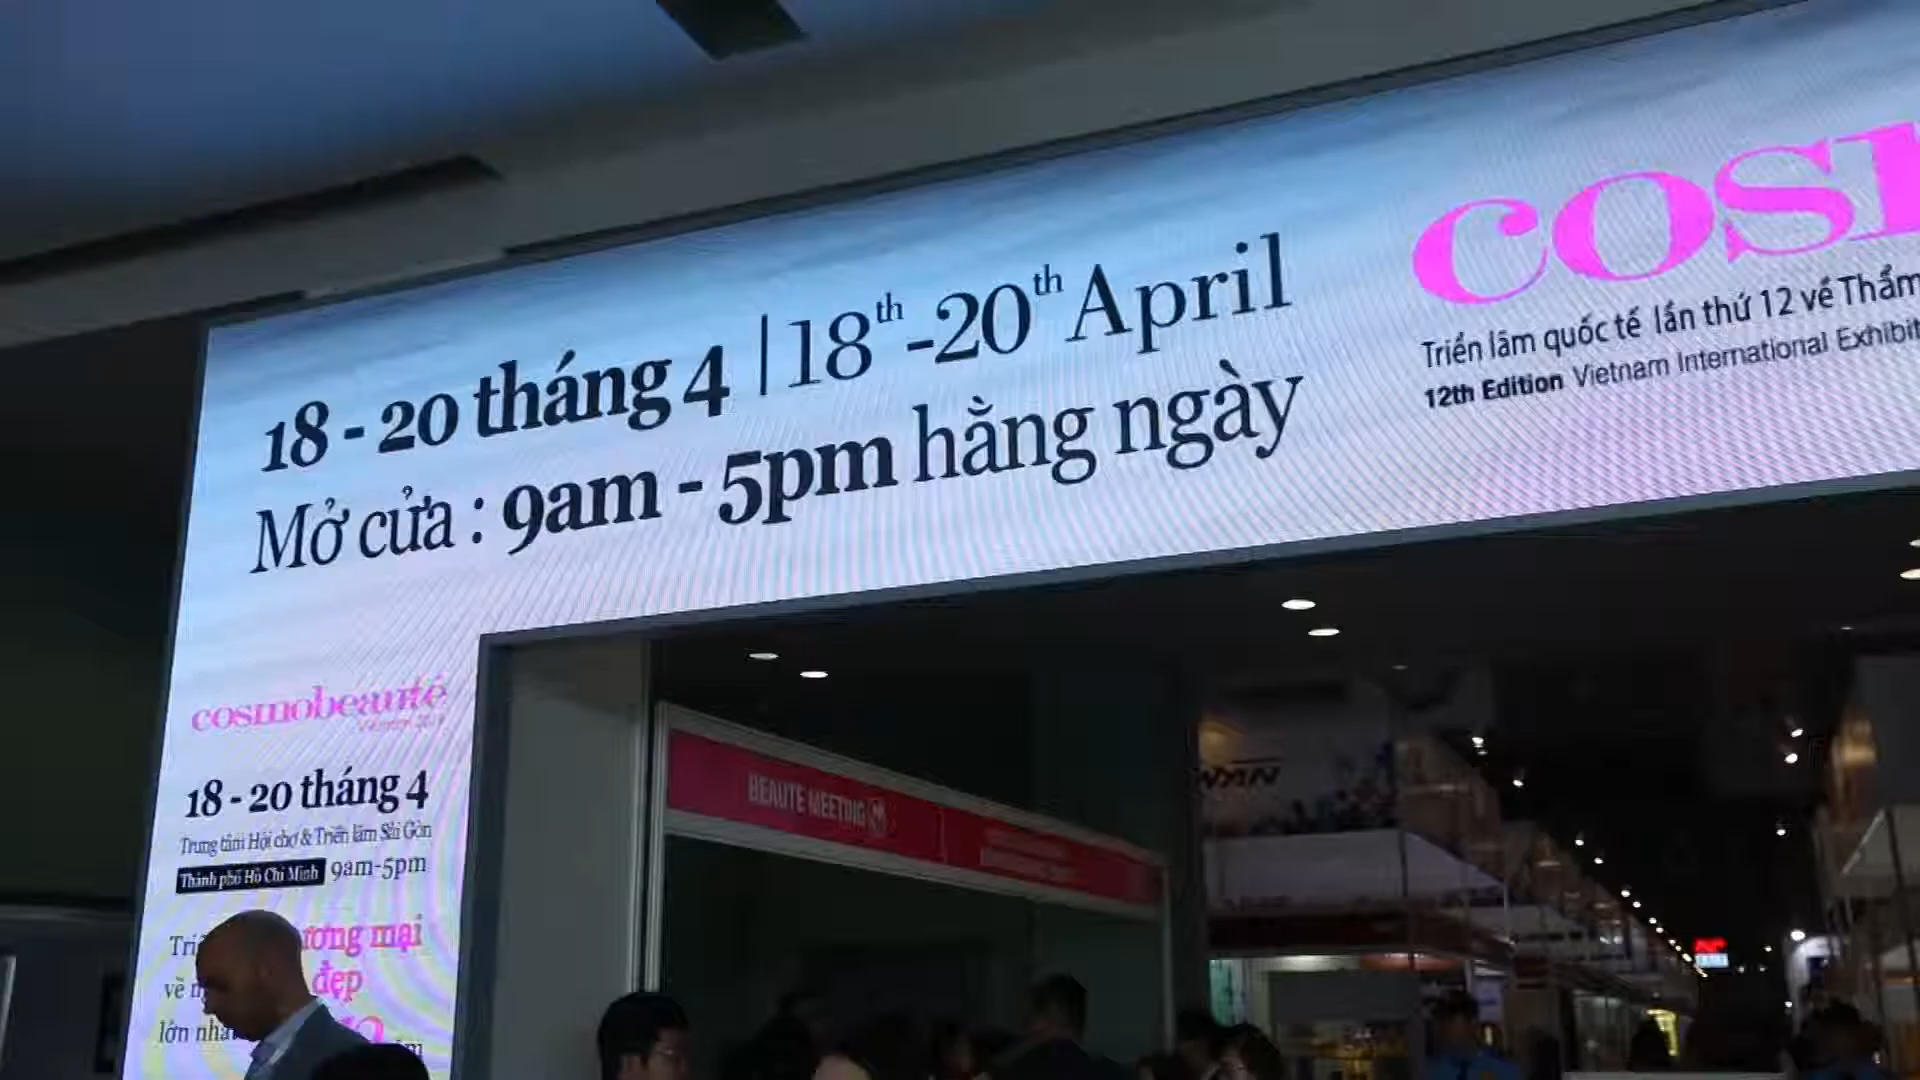 18 - 20 tháng 4 | 18th-20th April
Mở cửa : 9am - 5pm hằng ngày
cos
Triển lãm quốc tế lần thứ 12 về Thẩm
12th Edition Vietnam International Exhibit
cosmobeauté
18 - 20 tháng 4
Trung tâm Hội chợ & Triển lãm Sài Gòn
Thành phố Hồ Chí Minh 9am-5pm
ương mại
về
đẹp
lớn
BEAUTE MEETING